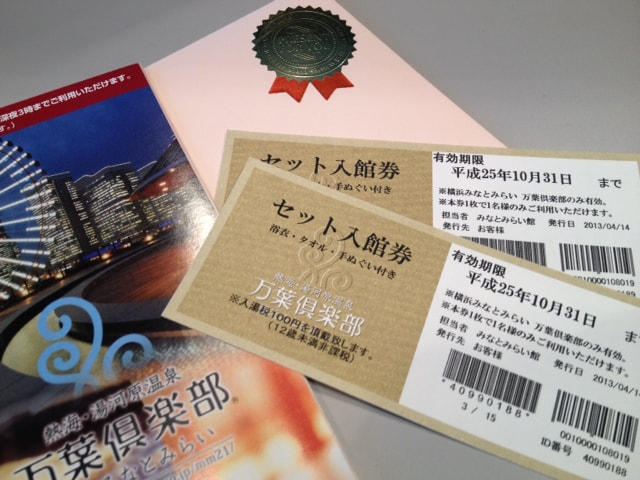 深夜3時までご利用いただけます。
す。)
熱海・湯河原温泉
万葉倶楽部
みなとみらい
.jp/mm21/
セット入館券
浴衣・タオル・手ぬぐい付き
有効期限
平成25年10月31日 まで
※横浜みなとみらい 万葉倶楽部のみ有効。
※本券1枚で1名様のみご利用いただけます。
担当者 みなとみらい館 発行日 2013/04/14
発行先 お客様
0010000108019
セット入館券
浴衣・タオル・手ぬぐい付き
熱海・湯河原温泉
万葉倶楽部
※入湯税100円を頂戴致します。
(12歳未満非課税)
有効期限
平成25年10月31日 ま
※横浜みなとみらい 万葉倶楽部のみ有効。
※本券1枚で1名様のみご利用いただけます。
担当者 みなとみらい館 発行日 2013/04/14
発行先 お客様
*40990188*
3 / 15
0010000108019
ID番号 40990188